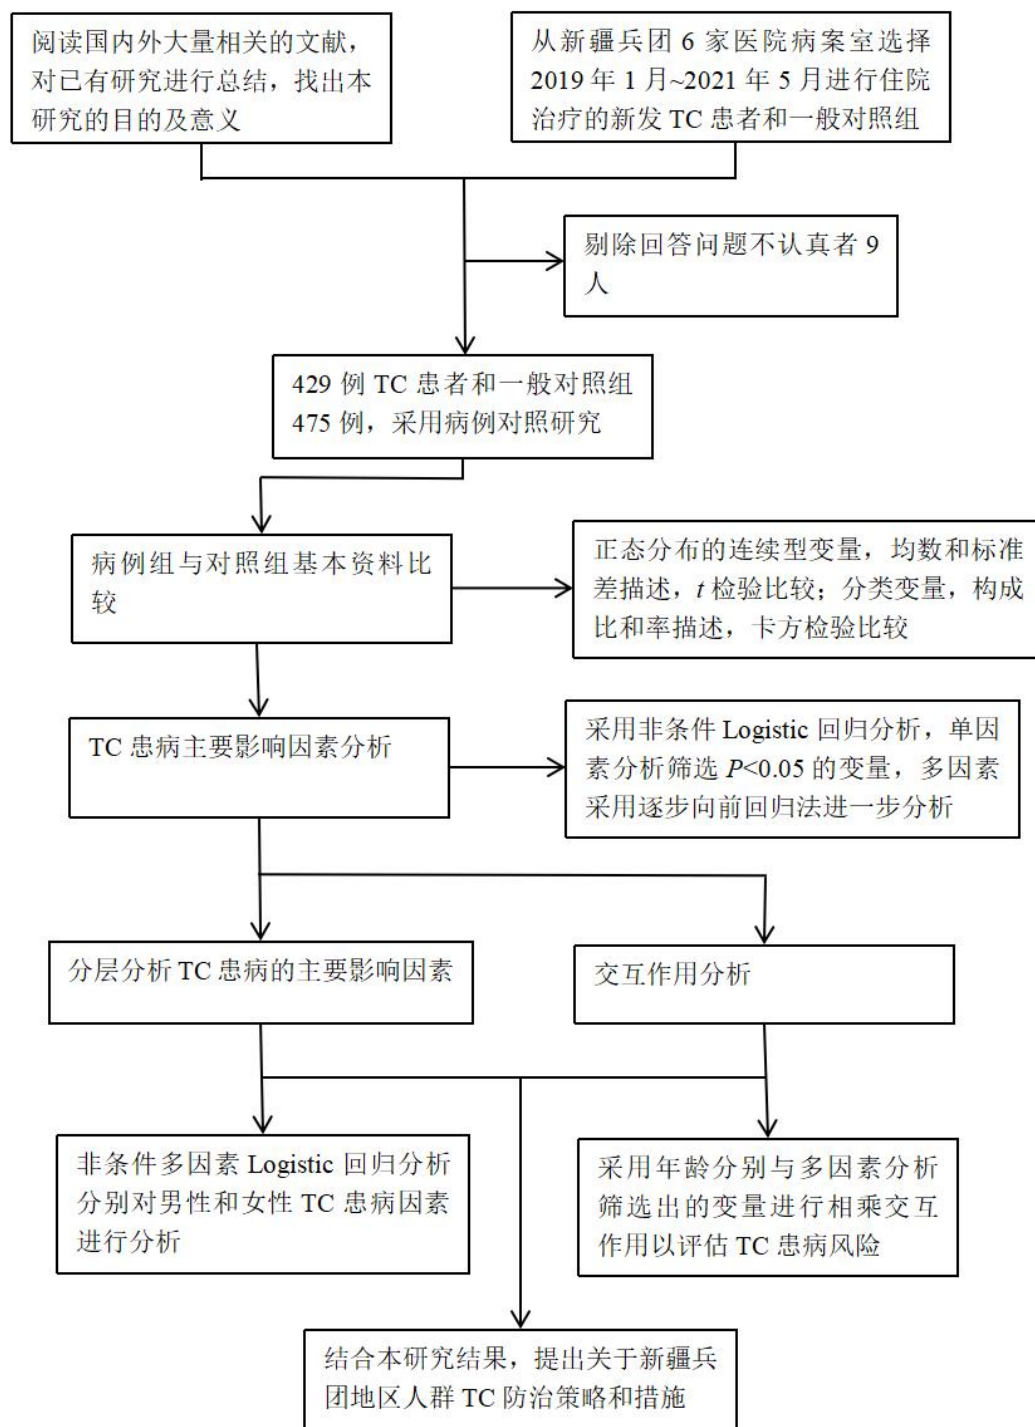 阅读国内外大量相关的文献，
对已有研究进行总结，找出本
研究的目的及意义
从新疆兵团 6 家医院病案室选择
2019 年 1 月~2021 年 5 月进行住院
治疗的新发 TC 患者和一般对照组
剔除回答问题不认真者 9
人
429 例 TC 患者和一般对照组
475 例，采用病例对照研究
病例组与对照组基本资料比
较
正态分布的连续型变量，均数和标准
差描述，t 检验比较；分类变量，构成
比和率描述，卡方检验比较
TC 患病主要影响因素分析
采用非条件 Logistic 回归分析，单因
素分析筛选 P<0.05 的变量，多因素
采用逐步向前回归法进一步分析
分层分析 TC 患病的主要影响因素
交互作用分析
非条件多因素 Logistic 回归分析
分别对男性和女性 TC 患病因素
进行分析
采用年龄分别与多因素分析
筛选出的变量进行相乘交互
作用以评估 TC 患病风险
结合本研究结果，提出关于新疆兵
团地区人群 TC 防治策略和措施